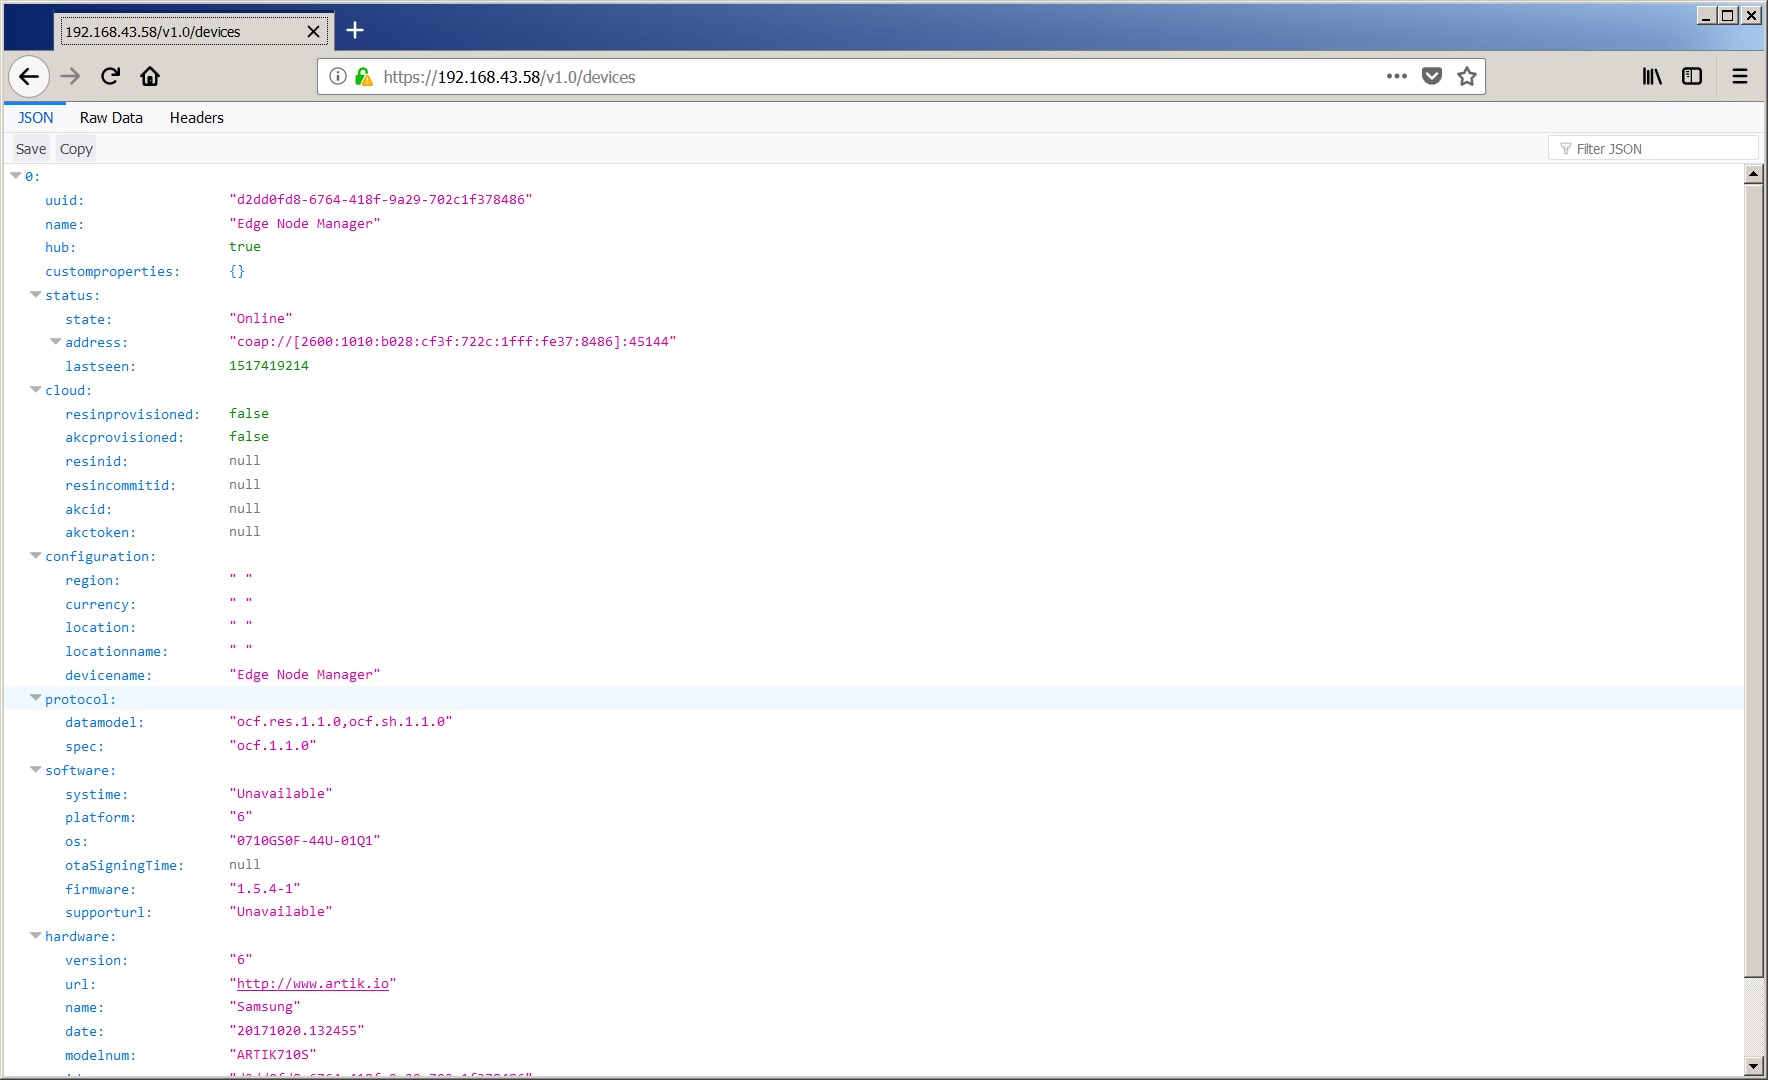 192.168.43.58/v1.0/devices
https://192.168.43.58/v1.0/devices
JSON Raw Data Headers
Save Copy Filter JSON
0:
uuid: "d2dd0fd8-6764-418f-9a29-702c1f378486"
name: "Edge Node Manager"
hub: true
customproperties: {}
status:
state: "Online"
address: "coap://[2600:1010:b028:cf3f:722c:1fff:fe37:8486]:45144"
lastseen: 1517419214
cloud:
resinprovisioned: false
akcprovisioned: false
resinid: null
resincommitid: null
akcid: null
akctoken: null
configuration:
region: " "
currency: " "
location: " "
locationname: " "
devicename: "Edge Node Manager"
protocol:
datamodel: "ocf.res.1.1.0,ocf.sh.1.1.0"
spec: "ocf.1.1.0"
software:
systime: "Unavailable"
platform: "6"
os: "0710GS0F-44U-01Q1"
otaSigningTime: null
firmware: "1.5.4-1"
supporturl: "Unavailable"
hardware:
version: "6"
url: "http://www.artik.io"
name: "Samsung"
date: "20171020.132455"
modelnum: "ARTIK710S"